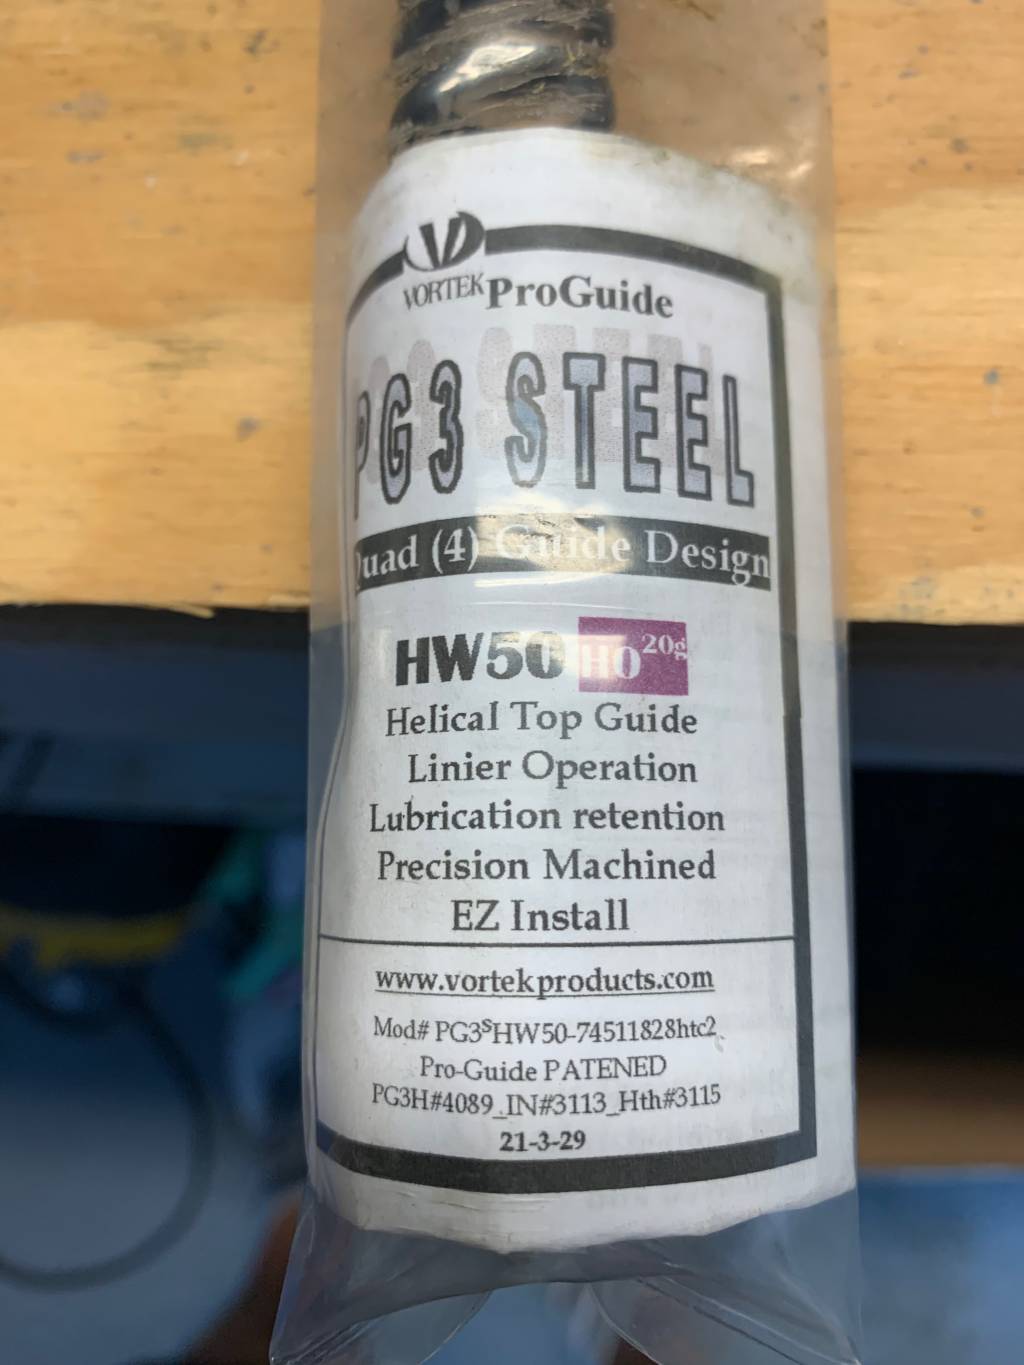 VORTEK ProGuide
PG3 STEEL
Quad (4) Guide Design
HW50 HO 20g
Helical Top Guide
Linier Operation
Lubrication retention
Precision Machined
EZ Install
www.vortekproducts.com
Mod# PG3sHW50-74511828htc2
Pro-Guide PATENED
PG3H#4089_IN#3113_Hth#3115
21-3-29